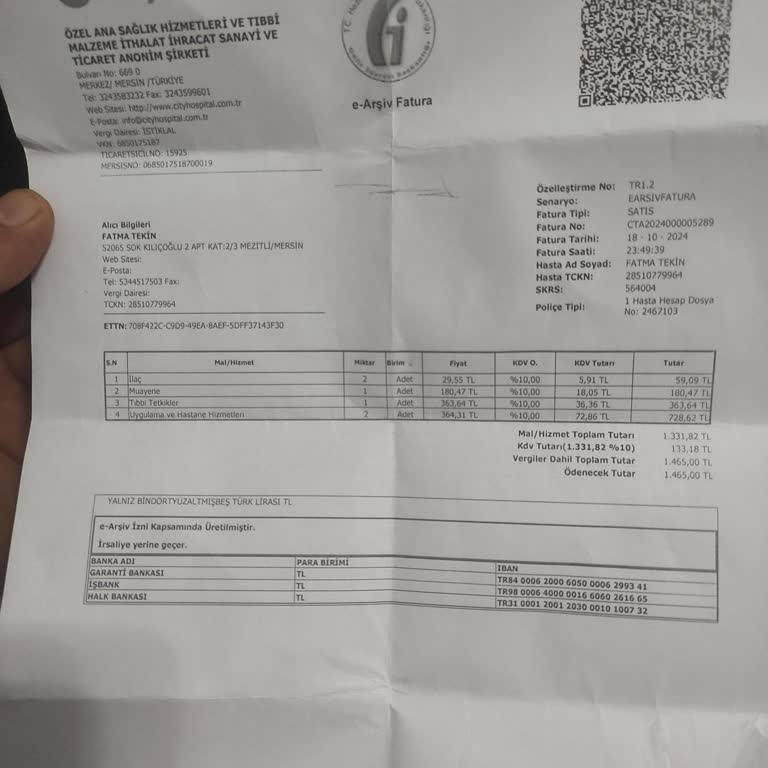 ÖZEL ANA SAĞLIK HİZMETLERİ VE TIBBİ
MALZEME İTHALAT İHRACAT SANAYİ VE
TİCARET ANONİM ŞİRKETİ
Bulvarı No: 669 0
MERKEZ/ MERSİN /TÜRKİYE
Tel: 3243583232 Fax: 3243599601
Web Sitesi: http://www.cityhospital.com.tr
E-Posta: info@cityhospital.com.tr
Vergi Dairesi: İSTİKLAL
VKN: 6850175187
TICARETSICILNO: 15925
MERSISNO: 0685017518700019
e-Arşiv Fatura
Özelleştirme No: TR1.2
Senaryo: EARSIVFATURA
Fatura Tipi: SATIS
Fatura No: CTA2024000005289
Fatura Tarihi: 18 - 10 - 2024
Fatura Saati: 23:49:39
Hasta Ad Soyad: FATMA TEKİN
Hasta TCKN: 28510779964
SKRS: 564004
Poliçe Tipi: 1 Hasta Hesap Dosya
No: 2467103
Alıcı Bilgileri
FATMA TEKİN
52065 SOK KILIÇOĞLU 2 APT KAT:2/3 MEZİTLİ/MERSİN
Web Sitesi:
E-Posta:
Tel: 5344517503 Fax:
Vergi Dairesi:
TCKN: 28510779964
ETTN: 708F422C-C9D9-49EA-8AEF-5DFF37143F30
S.N Mal/Hizmet Miktar Birim Fiyat KDV O. KDV Tutarı Tutar
1 İlaç 2 Adet 29,55 TL %10,00 5,91 TL 59,09 TL
2 Muayene 1 Adet 180,47 TL %10,00 18,05 TL 180,47 TL
3 Tıbbi Tetkikler 1 Adet 363,64 TL %10,00 36,36 TL 363,64 TL
4 Uygulama ve Hastane Hizmetleri 2 Adet 364,31 TL %10,00 72,86 TL 728,62 TL
Mal/Hizmet Toplam Tutarı 1.331,82 TL
Kdv Tutarı(1.331,82 %10) 133,18 TL
Vergiler Dahil Toplam Tutar 1.465,00 TL
Ödenecek Tutar 1.465,00 TL
YALNIZ BİNDÖRTYÜZALTMIŞBEŞ TÜRK LİRASI TL
e-Arşiv İzni Kapsamında Üretilmiştir.
İrsaliye yerine geçer.
BANKA ADI PARA BİRİMİ IBAN
GARANTİ BANKASI TL TR84 0006 2000 6050 0006 2993 41
İŞBANK TL TR98 0006 4000 0016 6060 2616 65
HALK BANKASI TL TR31 0001 2001 2030 0010 1007 32